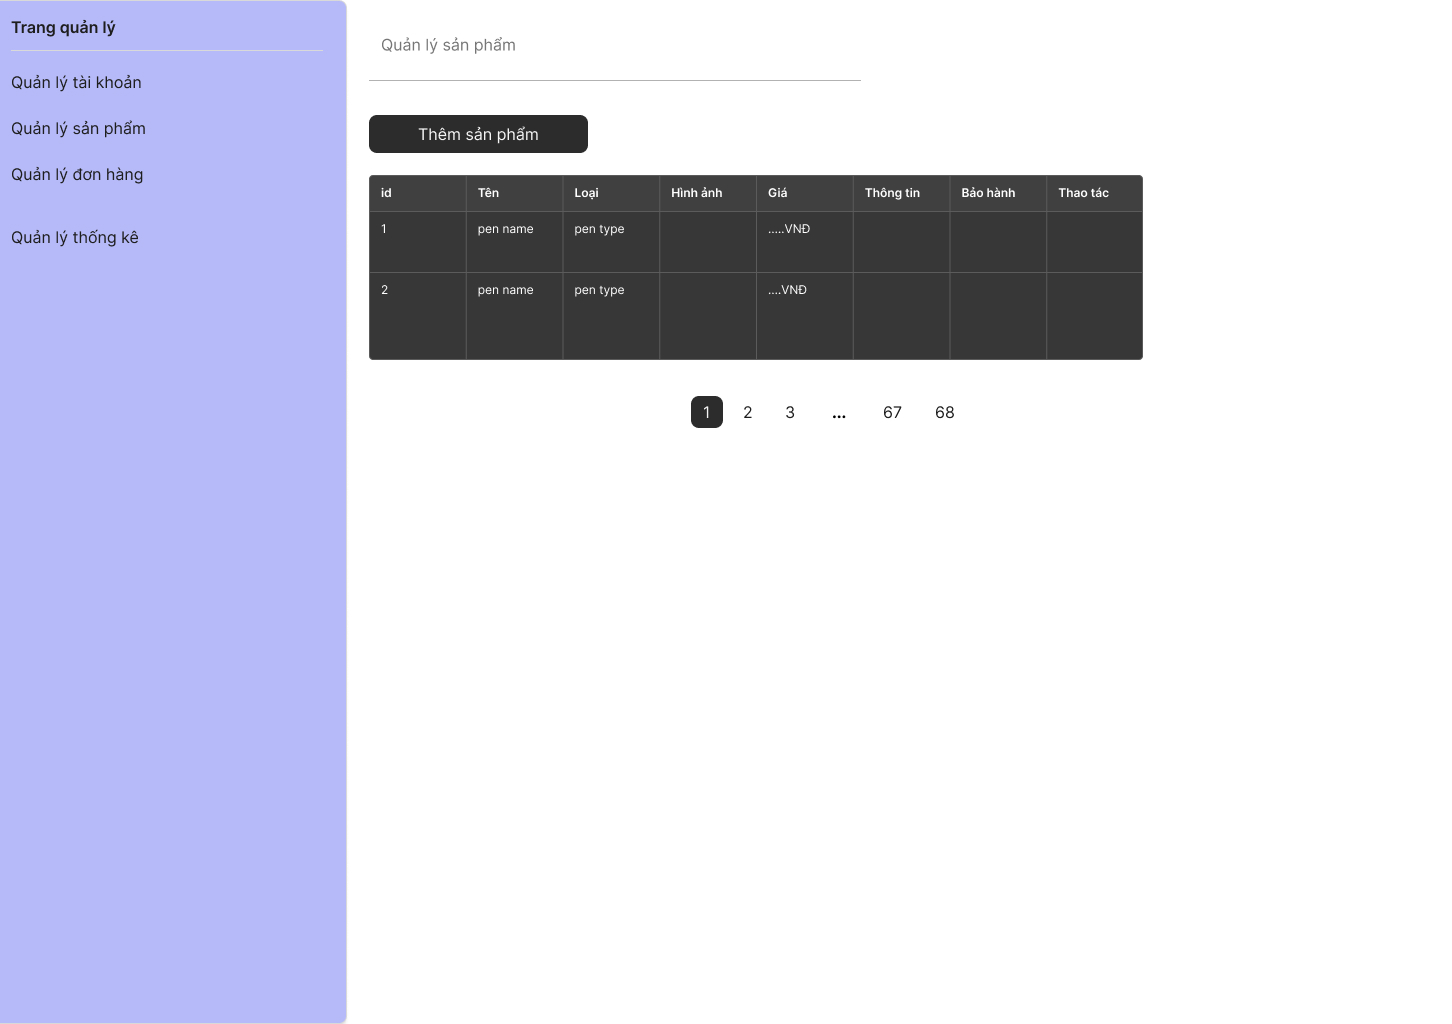 Trang quản lý
Quản lý tài khoản
Quản lý sản phẩm
Quản lý đơn hàng
Quản lý thống kê
Quản lý sản phẩm
Thêm sản phẩm
id Tên Loại Hình ảnh Giá Thông tin Bảo hành Thao tác
1 pen name pen type .....VNĐ
2 pen name pen type ....VNĐ
1 2 3 ... 67 68